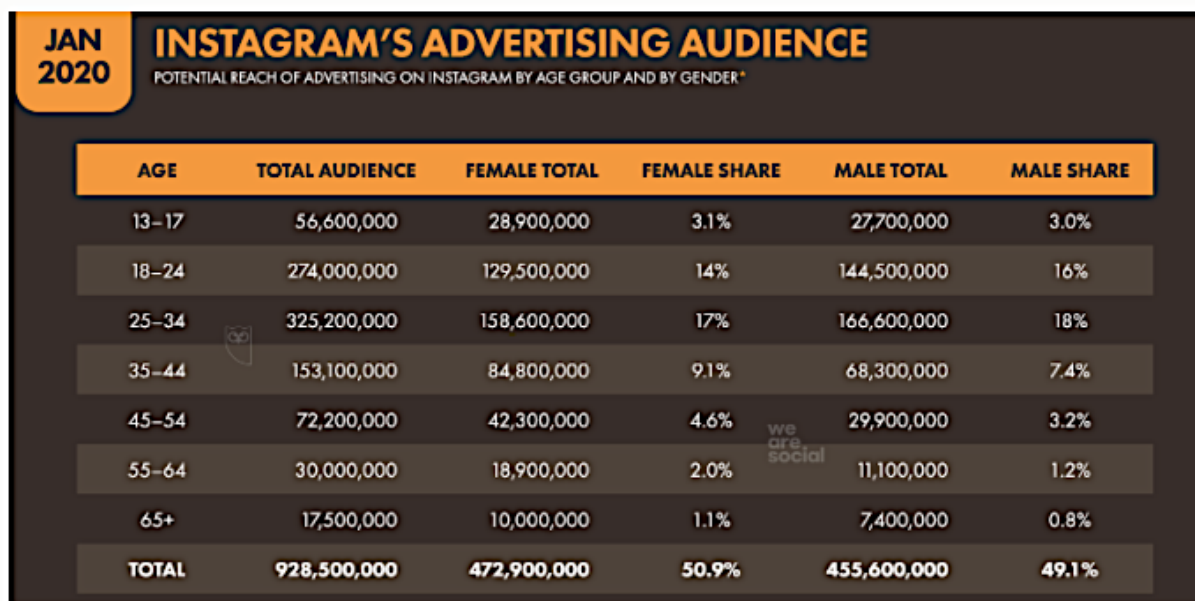 JAN
2020
INSTAGRAM'S ADVERTISING AUDIENCE
POTENTIAL REACH OF ADVERTISING ON INSTAGRAM BY AGE GROUP AND BY GENDER*
AGE TOTAL AUDIENCE FEMALE TOTAL FEMALE SHARE MALE TOTAL MALE SHARE
13–17 56,600,000 28,900,000 3.1% 27,700,000 3.0%
18–24 274,000,000 129,500,000 14% 144,500,000 16%
25–34 325,200,000 158,600,000 17% 166,600,000 18%
35–44 153,100,000 84,800,000 9.1% 68,300,000 7.4%
45–54 72,200,000 42,300,000 4.6% 29,900,000 3.2%
we
are
social
55–64 30,000,000 18,900,000 2.0% 11,100,000 1.2%
65+ 17,500,000 10,000,000 1.1% 7,400,000 0.8%
TOTAL 928,500,000 472,900,000 50.9% 455,600,000 49.1%